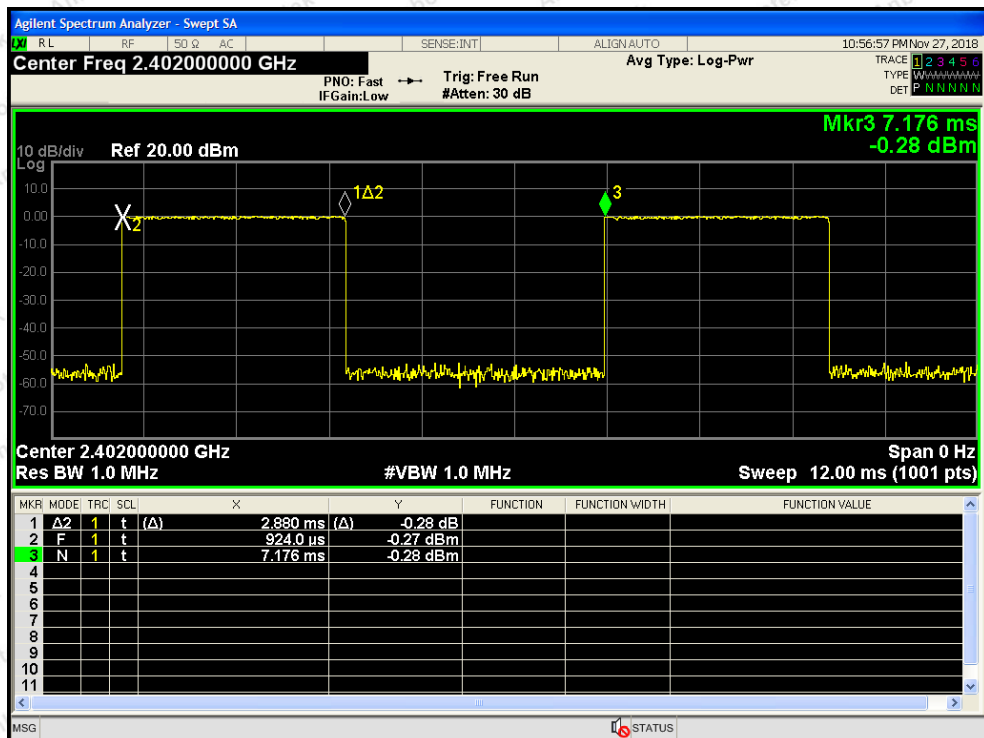 Agilent Spectrum Analyzer - Swept SA
LXI RL RF 50 Ω AC SENSE:INT ALIGNAUTO 10:56:57 PM Nov 27, 2018
Center Freq 2.402000000 GHz Avg Type: Log-Pwr TRACE 1 2 3 4 5 6
PNO: Fast Trig: Free Run TYPE WWWWWW
IFGain:Low #Atten: 30 dB DET P N N N N N
Mkr3 7.176 ms
-0.28 dBm
10 dB/div Ref 20.00 dBm
Log
10.0
1Δ2
3
0.00
2
-10.0
-20.0
-30.0
-40.0
-50.0
-60.0
-70.0
Center 2.402000000 GHz Span 0 Hz
Res BW 1.0 MHz #VBW 1.0 MHz Sweep 12.00 ms (1001 pts)
MKR MODE TRC SCL X Y FUNCTION FUNCTION WIDTH FUNCTION VALUE
1 Δ2 1 t (Δ) 2.880 ms (Δ) -0.28 dB
2 F 1 t 924.0 µs -0.27 dBm
3 N 1 t 7.176 ms -0.28 dBm
4
5
6
7
8
9
10
11
MSG STATUS